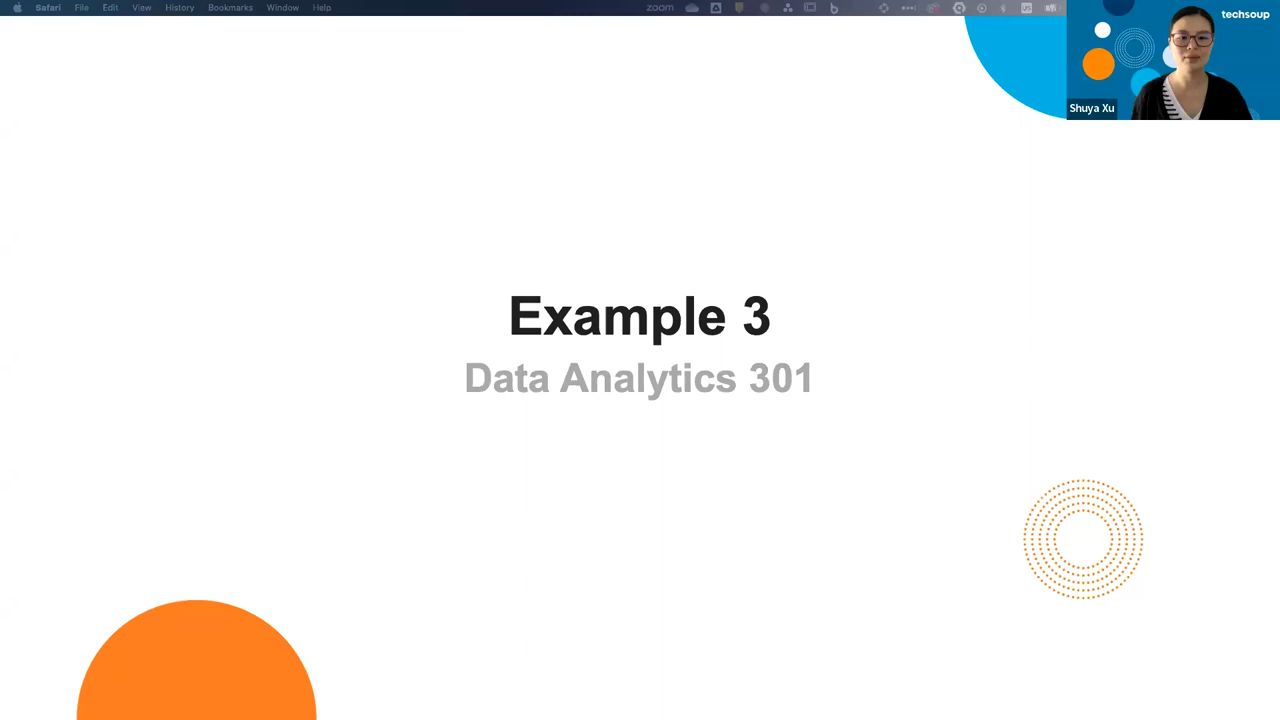 Safari File Edit View History Bookmarks Window Help zoom
techsoup
Shuya Xu
Example 3
Data Analytics 301